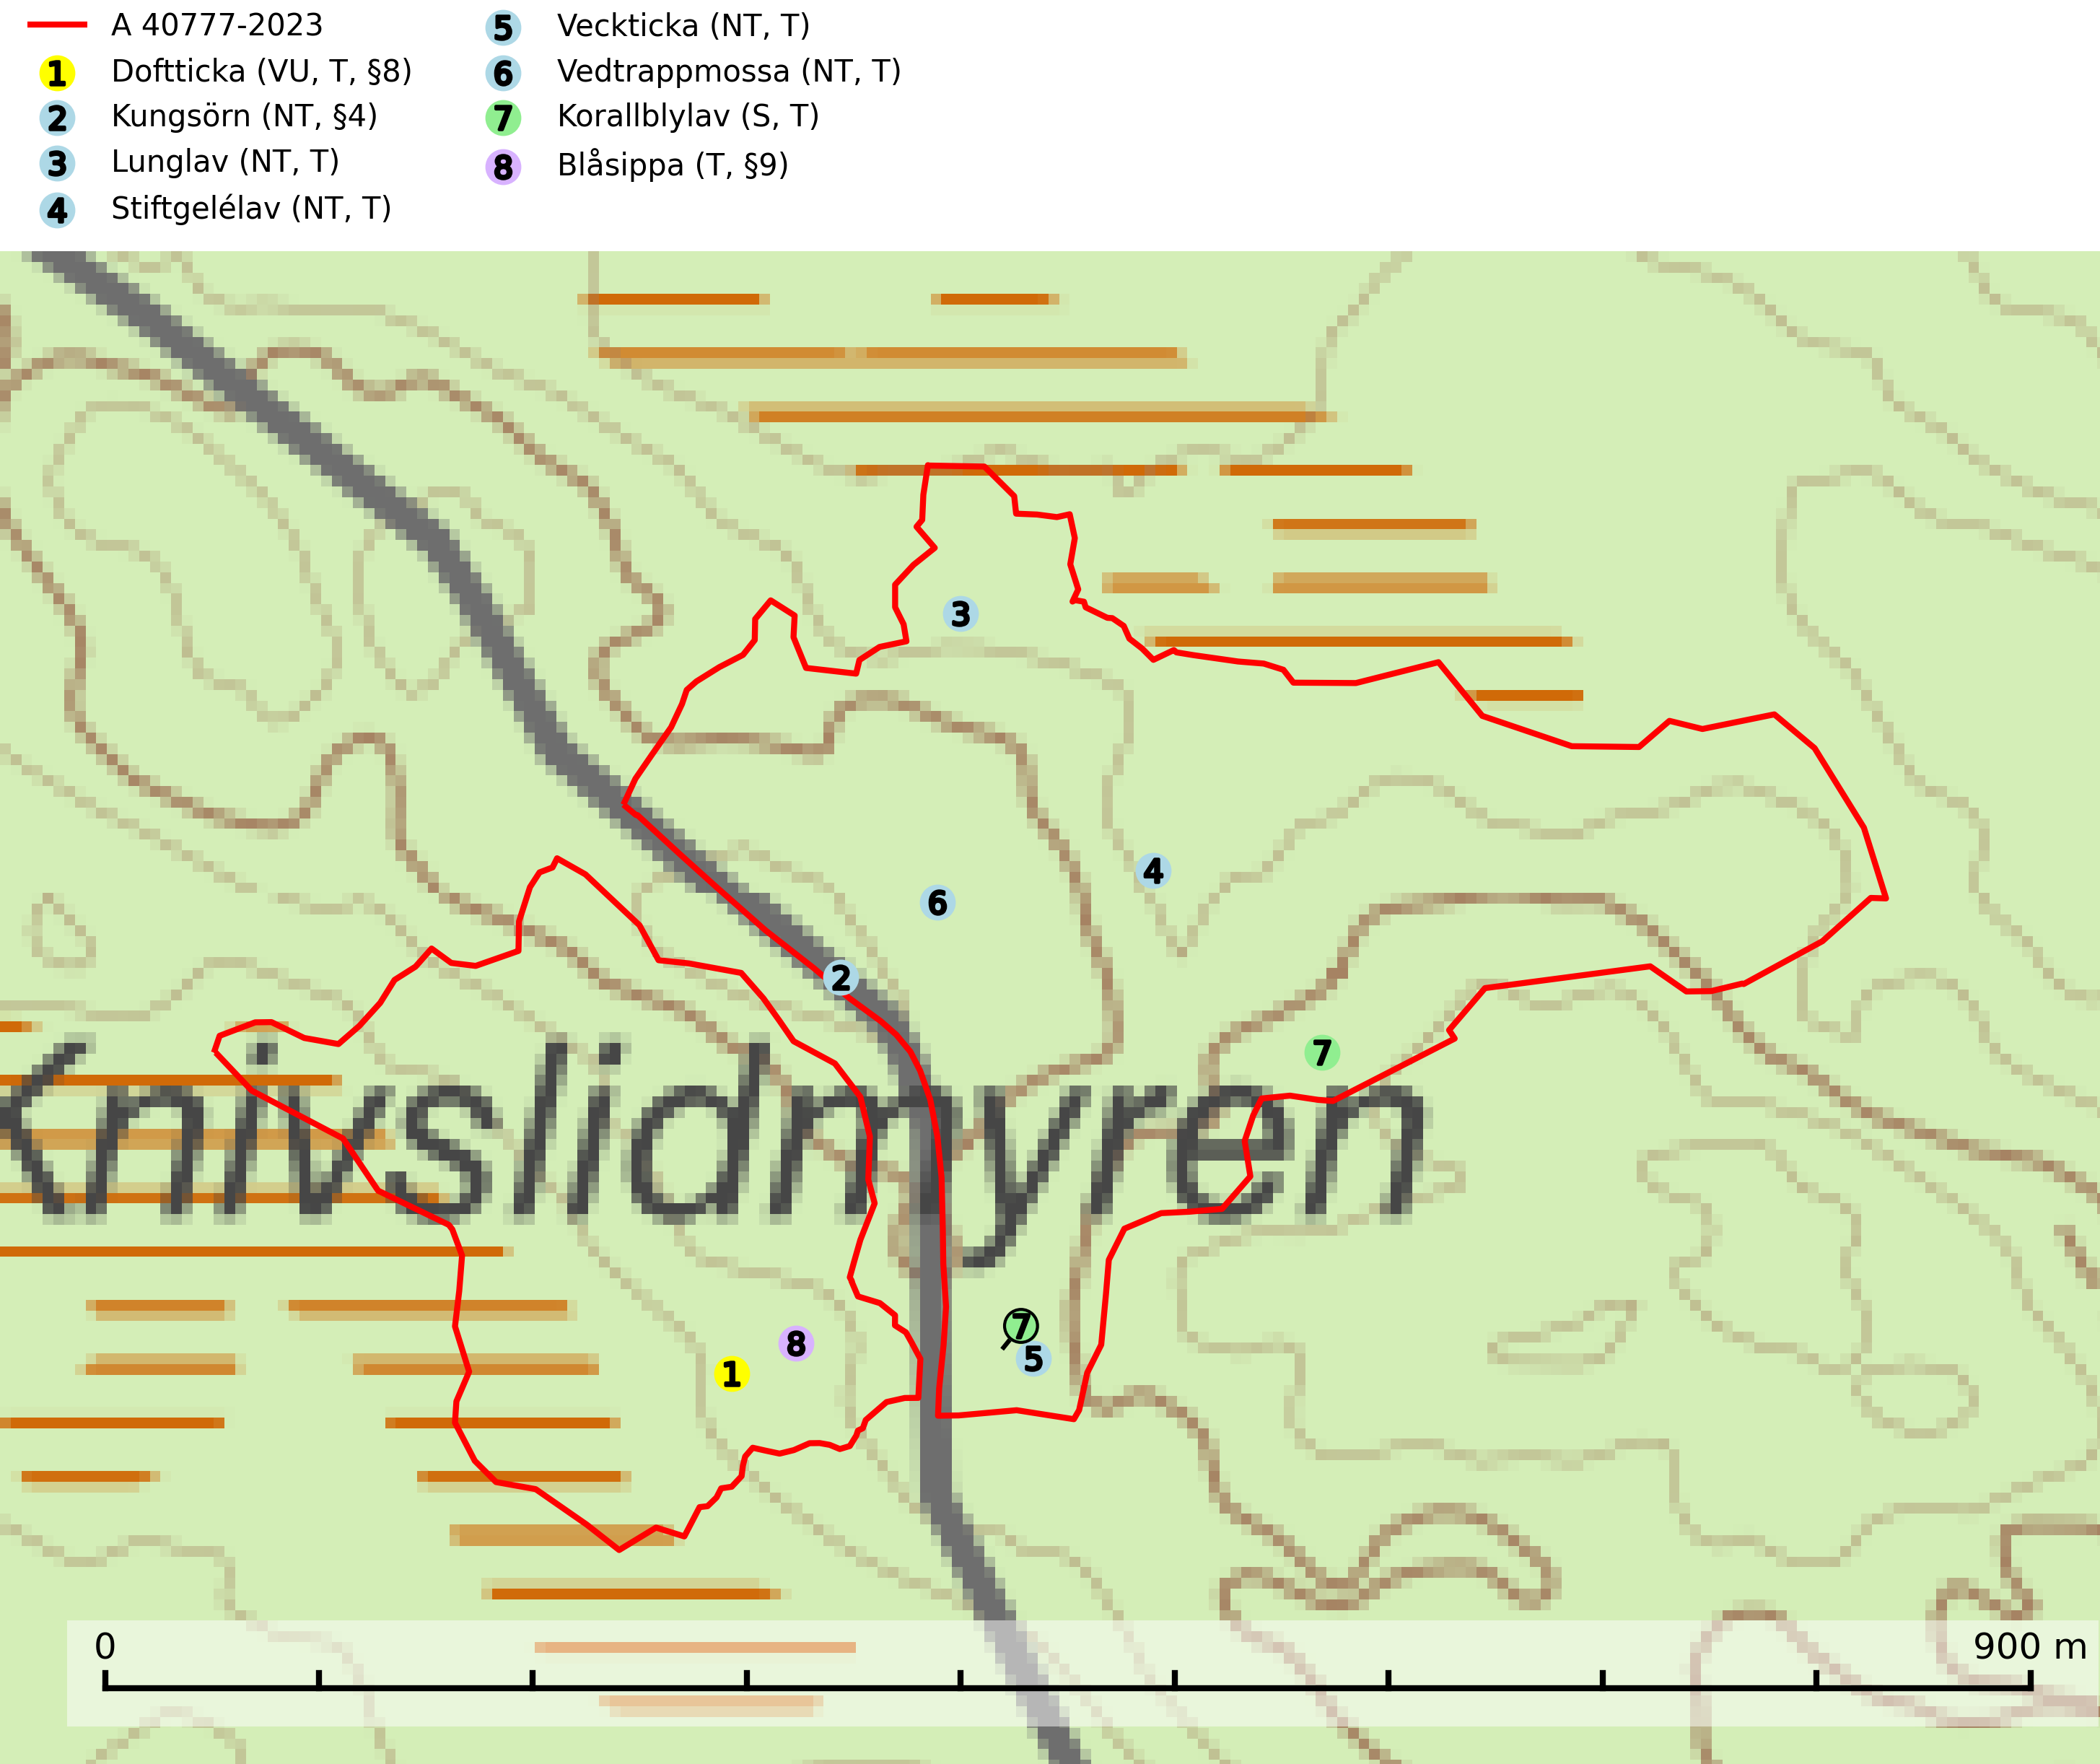 A 40777-2023
1 Doftticka (VU, T, §8)
2 Kungsörn (NT, §4)
3 Lunglav (NT, T)
4 Stiftgelélav (NT, T)
5 Veckticka (NT, T)
6 Vedtrappmossa (NT, T)
7 Korallblylav (S, T)
8 Blåsippa (T, §9)
3
4
6
2
7
Knivslidmyren
7
8
5
1
0
900 m